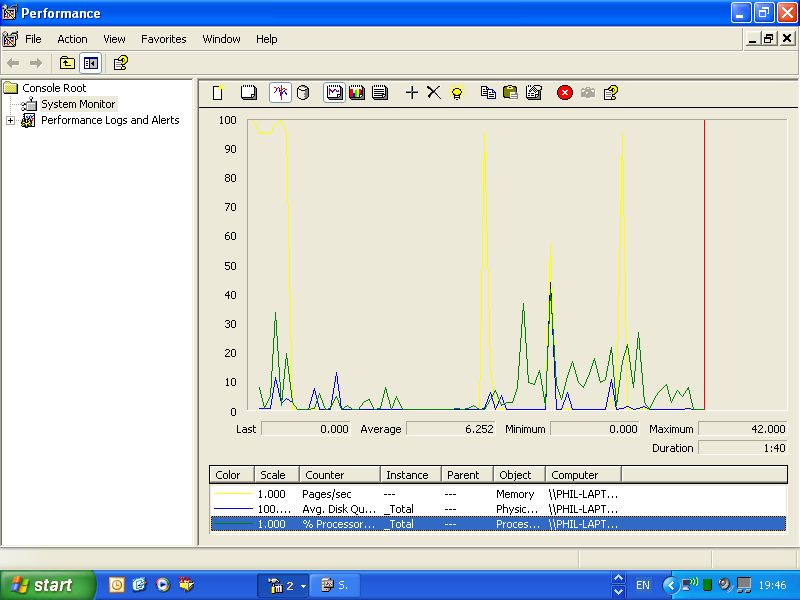 Performance
File Action View Favorites Window Help
Console Root
System Monitor
Performance Logs and Alerts
100
90
80
70
60
50
40
30
20
10
0
Last 0.000 Average 6.252 Minimum 0.000 Maximum 42.000
Duration 1:40
Color Scale Counter Instance Parent Object Computer
1.000 Pages/sec --- --- Memory \\PHIL-LAPT...
100.... Avg. Disk Qu... _Total --- Physic... \\PHIL-LAPT...
1.000 % Processor... _Total --- Proces... \\PHIL-LAPT...
start 2 S. EN 19:46